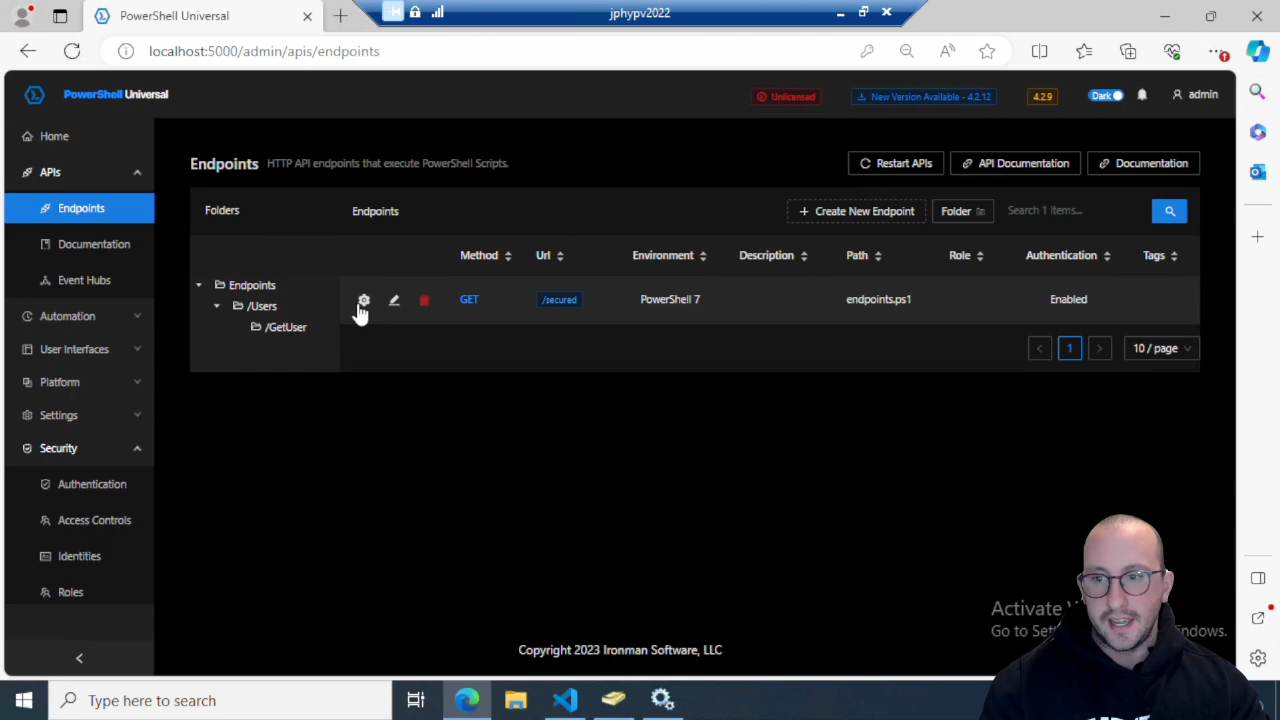 PowerShell Universal
jphypv2022
localhost:5000/admin/apis/endpoints
PowerShell Universal
Unlicensed
New Version Available - 4.2.12
4.2.9
Dark
admin
Home
APIs
Endpoints
Documentation
Event Hubs
Automation
User Interfaces
Platform
Settings
Security
Authentication
Access Controls
Identities
Roles
Endpoints HTTP API endpoints that execute PowerShell Scripts.
Restart APIs
API Documentation
Documentation
Folders
Endpoints
Create New Endpoint
Folder
Search 1 items...
Method Url Environment Description Path Role Authentication Tags
Endpoints
/Users
/GetUser
GET /secured PowerShell 7 endpoints.ps1 Enabled
< 1 > 10 / page
Activate
Go to
Copyright 2023 Ironman Software, LLC
Type here to search